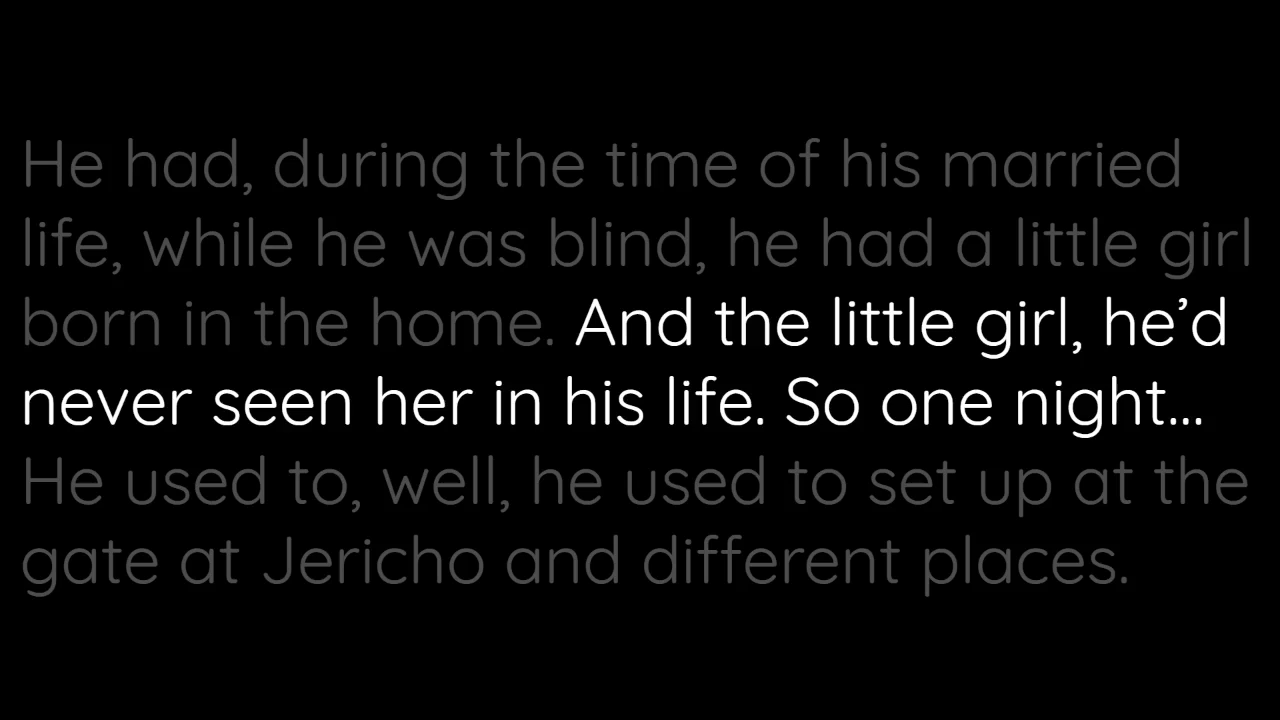 He had, during the time of his married
life, while he was blind, he had a little girl
born in the home. And the little girl, he’d
never seen her in his life. So one night...
He used to, well, he used to set up at the
gate at Jericho and different places.